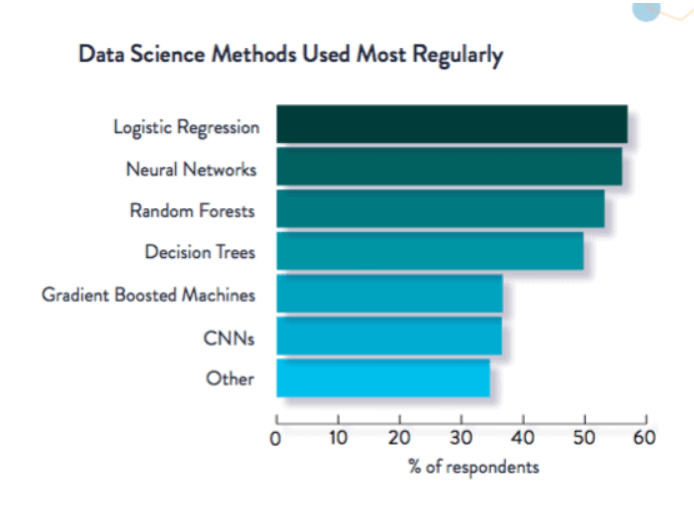 Data Science Methods Used Most Regularly
Logistic Regression
Neural Networks
Random Forests
Decision Trees
Gradient Boosted Machines
CNNs
Other
0 10 20 30 40 50 60
% of respondents